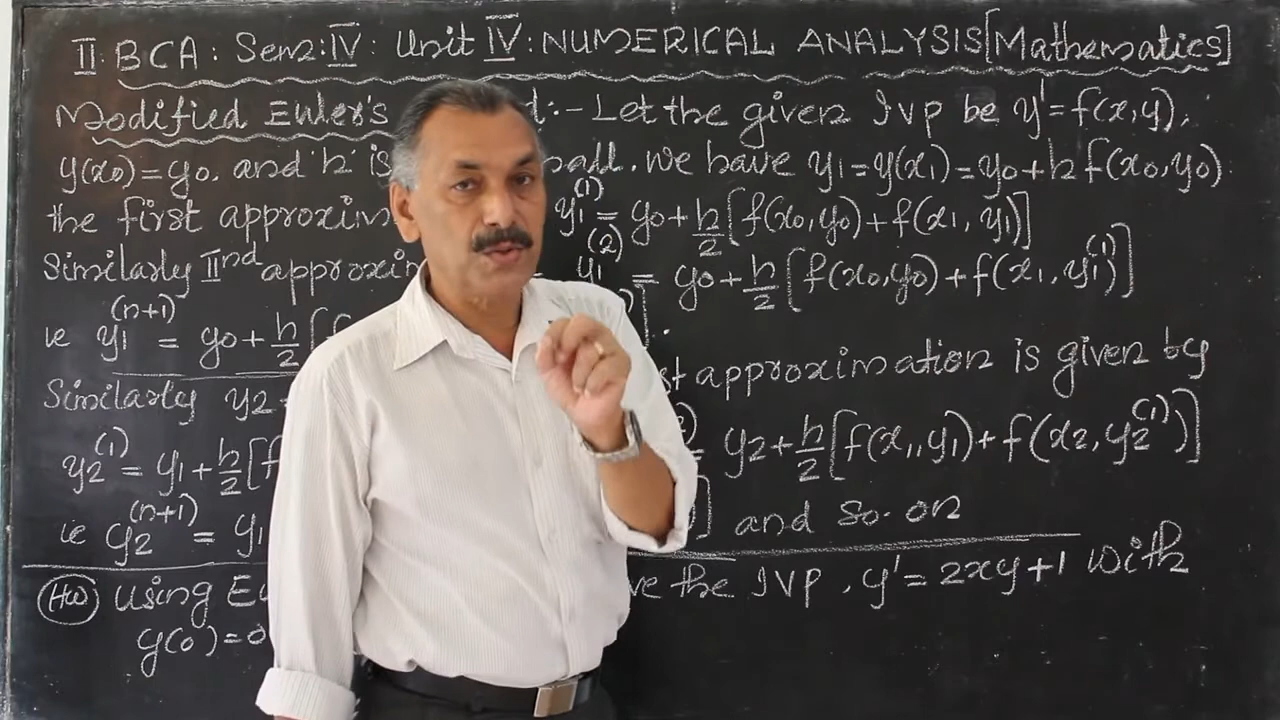 II BCA: Sem: IV: Unit IV: NUMERICAL ANALYSIS [Mathematics]
Modified Euler's d:- Let the given IVP be y' = f(x,y),
y(x0) = y0, and 'h' is all. we have y1 = y(x1) = y0 + h f(x0,y0).
the first approxim y1^(1) = y0 + h/2 [f(x0,y0) + f(x1, y1)]
Similarly IInd approxim y1^(2) = y0 + h/2 [f(x0,y0) + f(x1, y1^(1))]
ie y1^(n+1) = y0 + h/2 [f ].
Similarly y2 = st approximation is given by
y2^(1) = y1 + h/2 [f = y2 + h/2 [f(x1,y1) + f(x2, y2^(1))]
ie y2^(n+1) = y1 ] and so on
HW Using Eu ve the IVP, y' = 2xy + 1 with
y(0) = 0